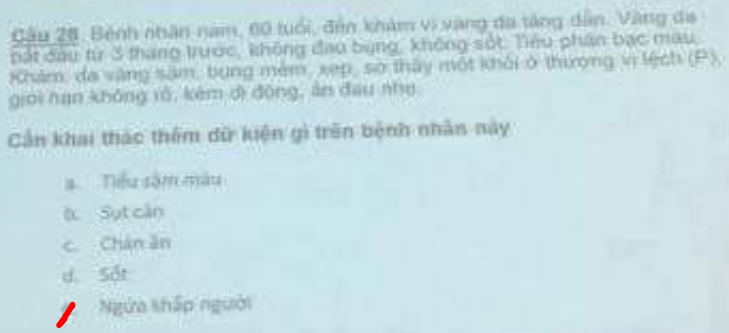 Câu 28. Bệnh nhân nam, 60 tuổi, đến khám vì vàng da tăng dần. Vàng da
bắt đầu từ 3 tháng trước, không đau bụng, không sốt. Tiêu phân bạc màu.
Khám: da vàng sậm, bụng mềm, xẹp, sờ thấy một khối ở thượng vị lệch (P),
giới hạn không rõ, kém di động, ấn đau nhẹ.
Cần khai thác thêm dữ kiện gì trên bệnh nhân này
a. Tiểu sậm màu
b. Sụt cân
c. Chán ăn
d. Sốt
Ngứa khắp người